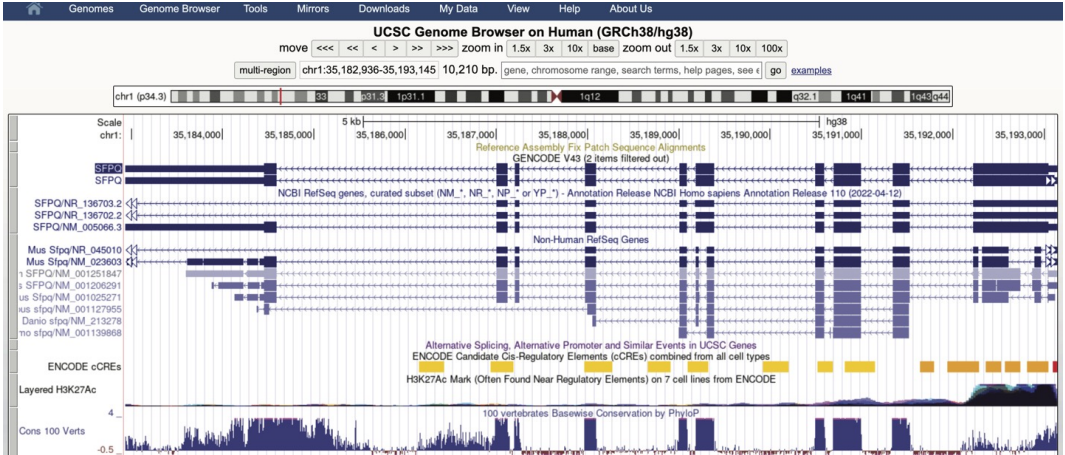 Genomes Genome Browser Tools Mirrors Downloads My Data View Help About Us
UCSC Genome Browser on Human (GRCh38/hg38)
move <<< << < > >> >>> zoom in 1.5x 3x 10x base zoom out 1.5x 3x 10x 100x
multi-region chr1:35,182,936-35,193,145 10,210 bp. gene, chromosome range, search terms, help pages, see e go examples
chr1 (p34.3) 33 p31.3 1p31.1 1q12 q32.1 1q41 1q43 q44
Scale 5 kb hg38
chr1: 35,184,000 35,185,000 35,186,000 35,187,000 35,188,000 35,189,000 35,190,000 35,191,000 35,192,000 35,193,000
Reference Assembly Fix Patch Sequence Alignments
GENCODE V43 (2 items filtered out)
SFPQ
SFPQ
NCBI RefSeq genes, curated subset (NM_*, NR_*, NP_* or YP_*) - Annotation Release NCBI Homo sapiens Annotation Release 110 (2022-04-12)
SFPQ/NR_136703.2
SFPQ/NR_136702.2
SFPQ/NM_005066.3
Non-Human RefSeq Genes
Mus Sfpq/NR_045010
Mus Sfpq/NM_023603
SFPQ/NM_001251847
s SFPQ/NM_001206291
us Sfpq/NM_001025271
us sfpq/NM_001127955
Danio sfpq/NM_213278
mo sfpq/NM_001139868
Alternative Splicing, Alternative Promoter and Similar Events in UCSC Genes
ENCODE Candidate Cis-Regulatory Elements (cCREs) combined from all cell types
ENCODE cCREs
H3K27Ac Mark (Often Found Near Regulatory Elements) on 7 cell lines from ENCODE
Layered H3K27Ac
100 vertebrates Basewise Conservation by PhyloP
4
Cons 100 Verts
-0.5